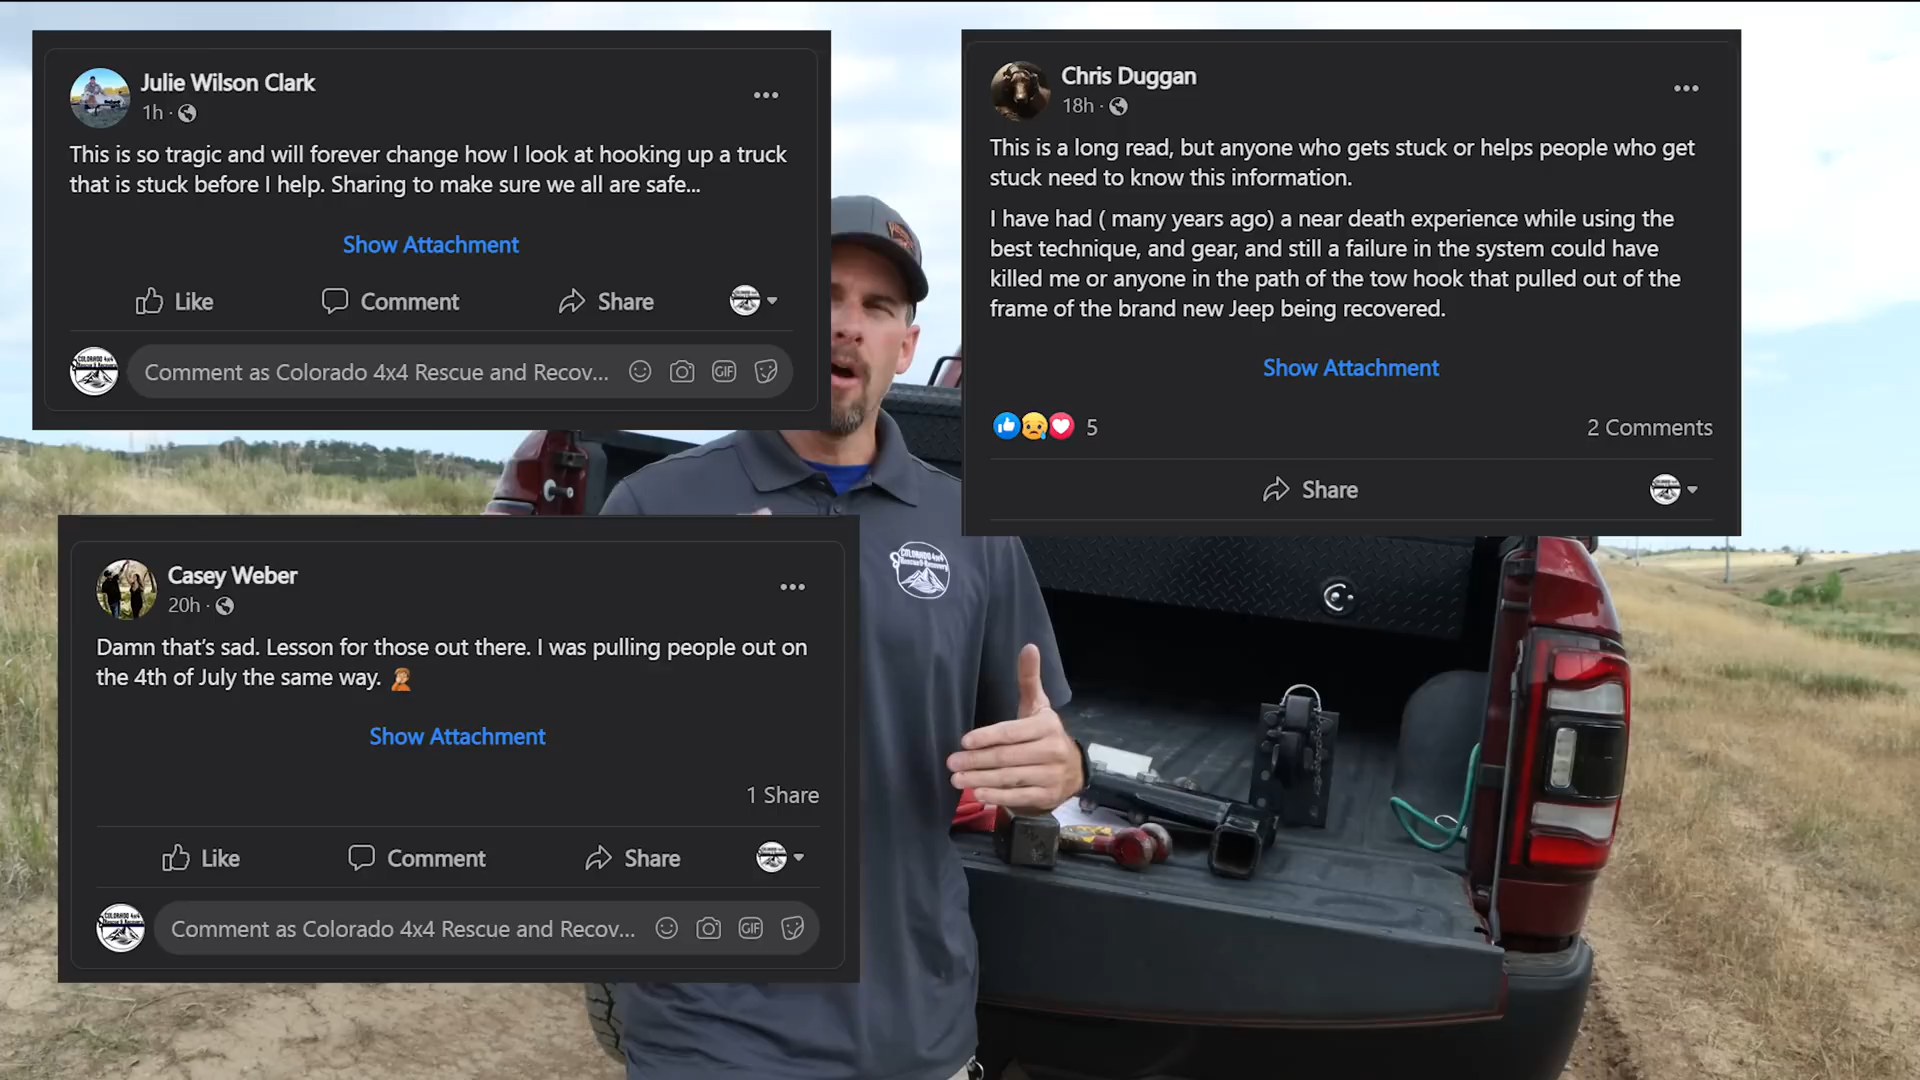 Julie Wilson Clark
1h ·
This is so tragic and will forever change how I look at hooking up a truck
that is stuck before I help. Sharing to make sure we all are safe...
Show Attachment
Like
Comment
Share
Comment as Colorado 4x4 Rescue and Recov...
GIF
Chris Duggan
18h ·
This is a long read, but anyone who gets stuck or helps people who get
stuck need to know this information.
I have had ( many years ago) a near death experience while using the
best technique, and gear, and still a failure in the system could have
killed me or anyone in the path of the tow hook that pulled out of the
frame of the brand new Jeep being recovered.
Show Attachment
5
2 Comments
Share
Casey Weber
20h ·
Damn that's sad. Lesson for those out there. I was pulling people out on
the 4th of July the same way.
Show Attachment
1 Share
Like
Comment
Share
Comment as Colorado 4x4 Rescue and Recov...
GIF
COLORADO 4x4
Rescue & Recovery